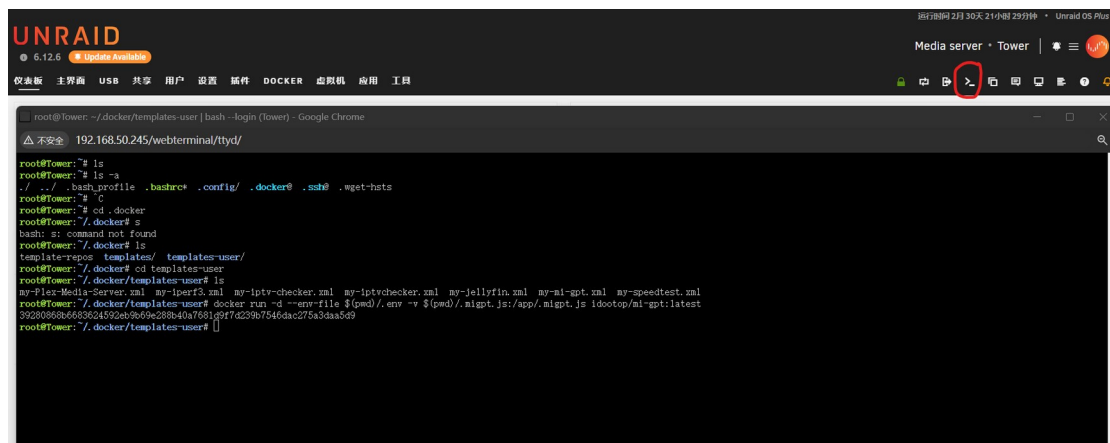 运行时间 2月 30天 21小时 29分钟 • Unraid OS Plus
UNRAID
6.12.6 Update Available
Media server • Tower
仪表板 主界面 USB 共享 用户 设置 插件 DOCKER 虚拟机 应用 工具
root@Tower: ~/.docker/templates-user | bash --login (Tower) - Google Chrome
不安全 192.168.50.245/webterminal/ttyd/
root@Tower:~# ls
root@Tower:~# ls -a
./ ../ .bash_profile .bashrc* .config/ .docker@ .ssh@ .wget-hsts
root@Tower:~# ^C
root@Tower:~# cd .docker
root@Tower:~/.docker# s
bash: s: command not found
root@Tower:~/.docker# ls
template-repos templates/ templates-user/
root@Tower:~/.docker# cd templates-user
root@Tower:~/.docker/templates-user# ls
my-Plex-Media-Server.xml my-iperf3.xml my-iptv-checker.xml my-iptvchecker.xml my-jellyfin.xml my-mi-gpt.xml my-speedtest.xml
root@Tower:~/.docker/templates-user# docker run -d --env-file $(pwd)/.env -v $(pwd)/.migpt.js:/app/.migpt.js idootop/mi-gpt:latest
39280868b6683624592eb9b69e288b40a7681d9f7d239b7546dac275a3daa5d9
root@Tower:~/.docker/templates-user#